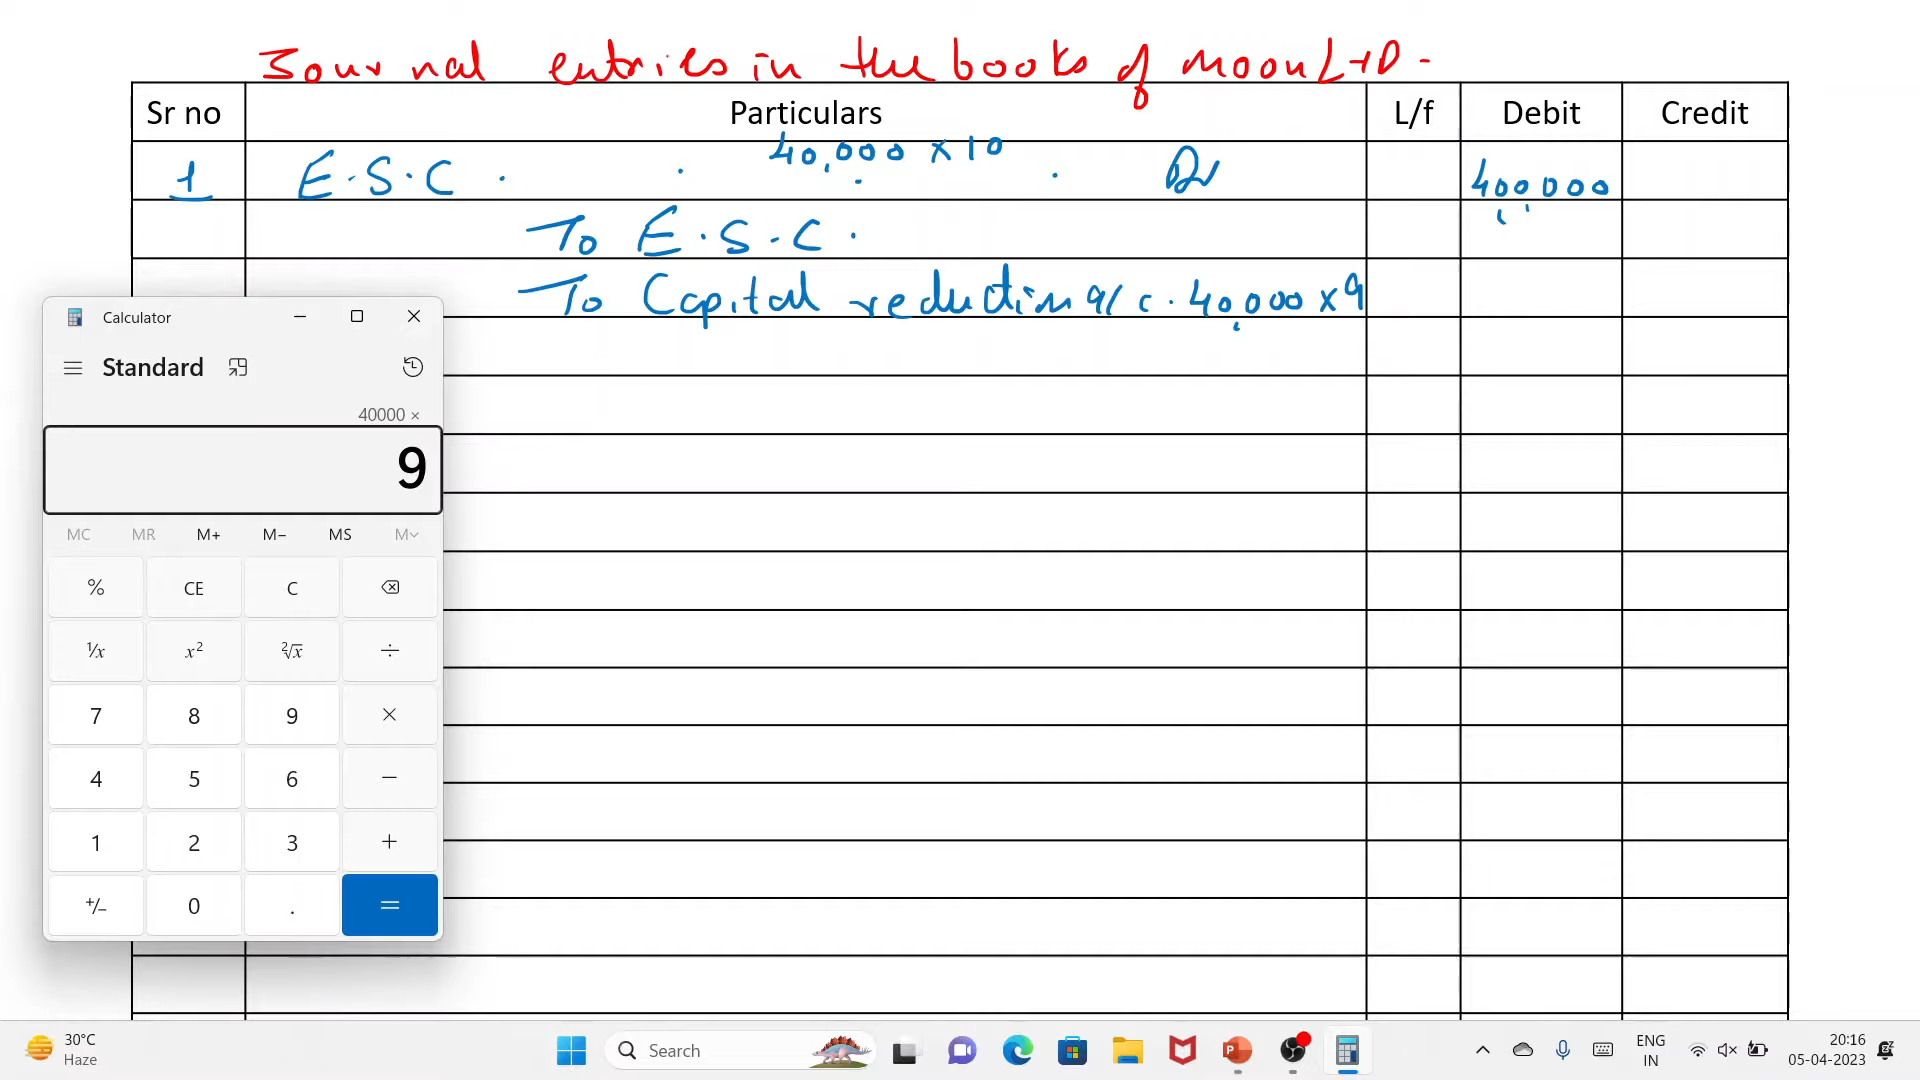 Journal entries in the books of moon LTD.
Sr no Particulars L/f Debit Credit
40,000 x 10
1 E.S.C . . . . Dr 400000
To E.S.C.
To Capital reduction a/c. 40,000 x 9
Calculator
Standard
40000 ×
9
MC MR M+ M− MS M˅
% CE C
¹/x x² ²√x ÷
7 8 9 ×
4 5 6 −
1 2 3 +
+/− 0 . =
30°C
Haze
Search
ENG
IN
20:16
05-04-2023